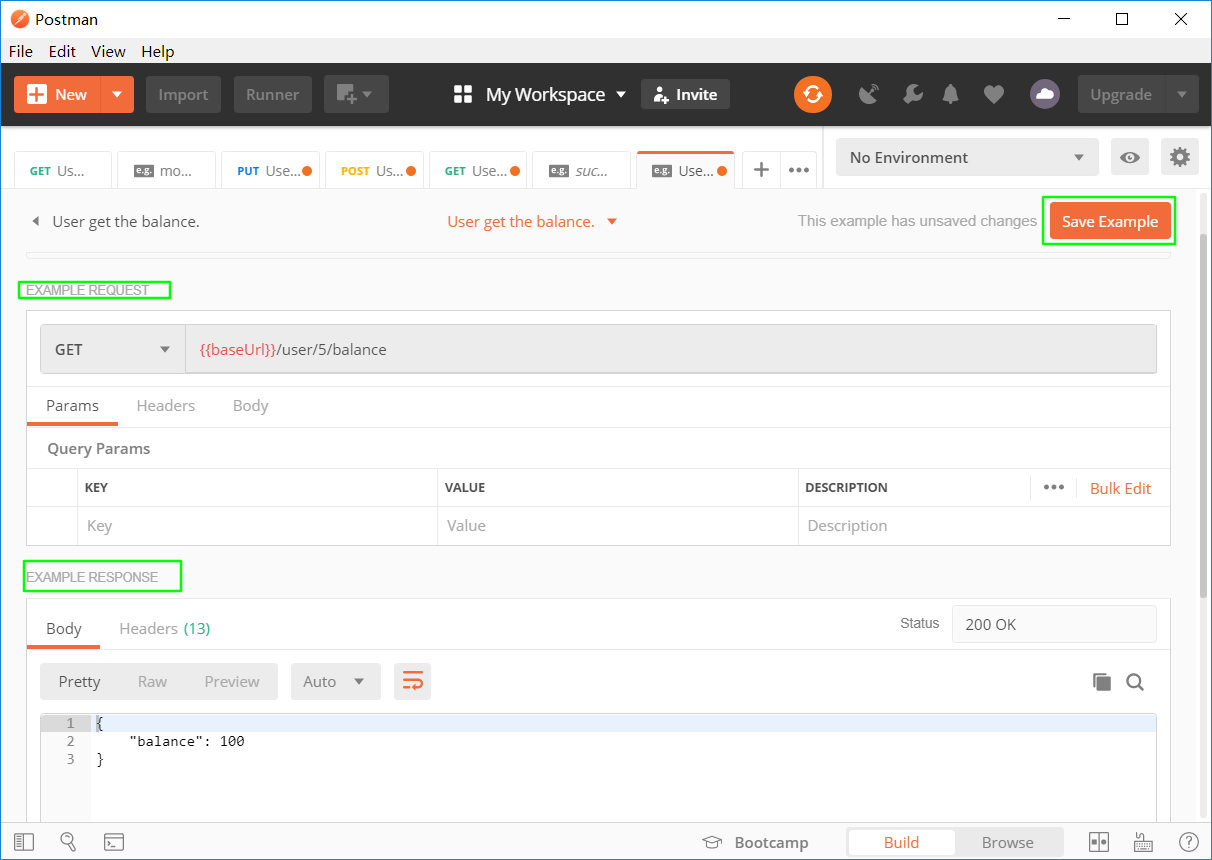 Postman
File Edit View Help
New Import Runner My Workspace Invite Upgrade
GET Us... e.g. mo... PUT Use... POST Us... GET Use... e.g. suc... e.g. Use... + ••• No Environment
User get the balance. User get the balance. This example has unsaved changes Save Example
EXAMPLE REQUEST
GET {{baseUrl}}/user/5/balance
Params Headers Body
Query Params
KEY VALUE DESCRIPTION ••• Bulk Edit
Key Value Description
EXAMPLE RESPONSE
Body Headers (13) Status 200 OK
Pretty Raw Preview Auto
1 {
2 "balance": 100
3 }
Bootcamp Build Browse ?